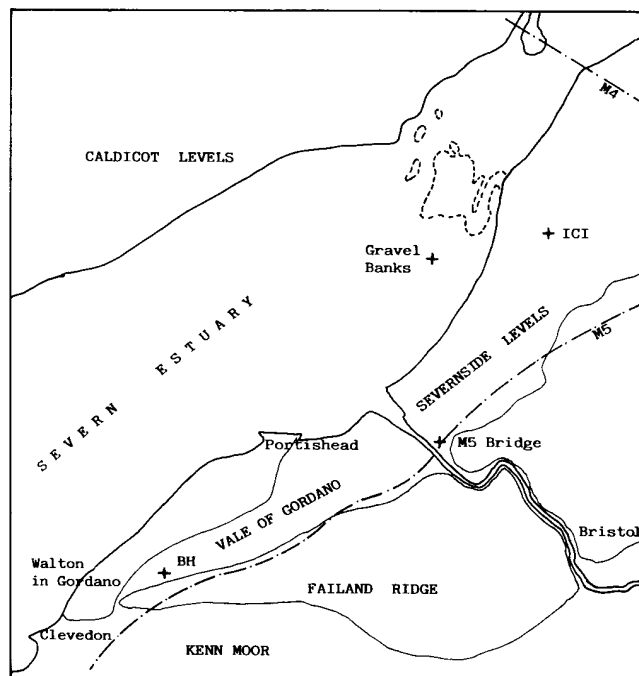 M4
CALDICOT LEVELS
ICI
Gravel
Banks
SEVERN ESTUARY
SEVERNSIDE LEVELS
M5
M5 Bridge
Portishead
VALE OF GORDANO
Bristol
BH
Walton
in Gordano
FAILAND RIDGE
Clevedon
KENN MOOR